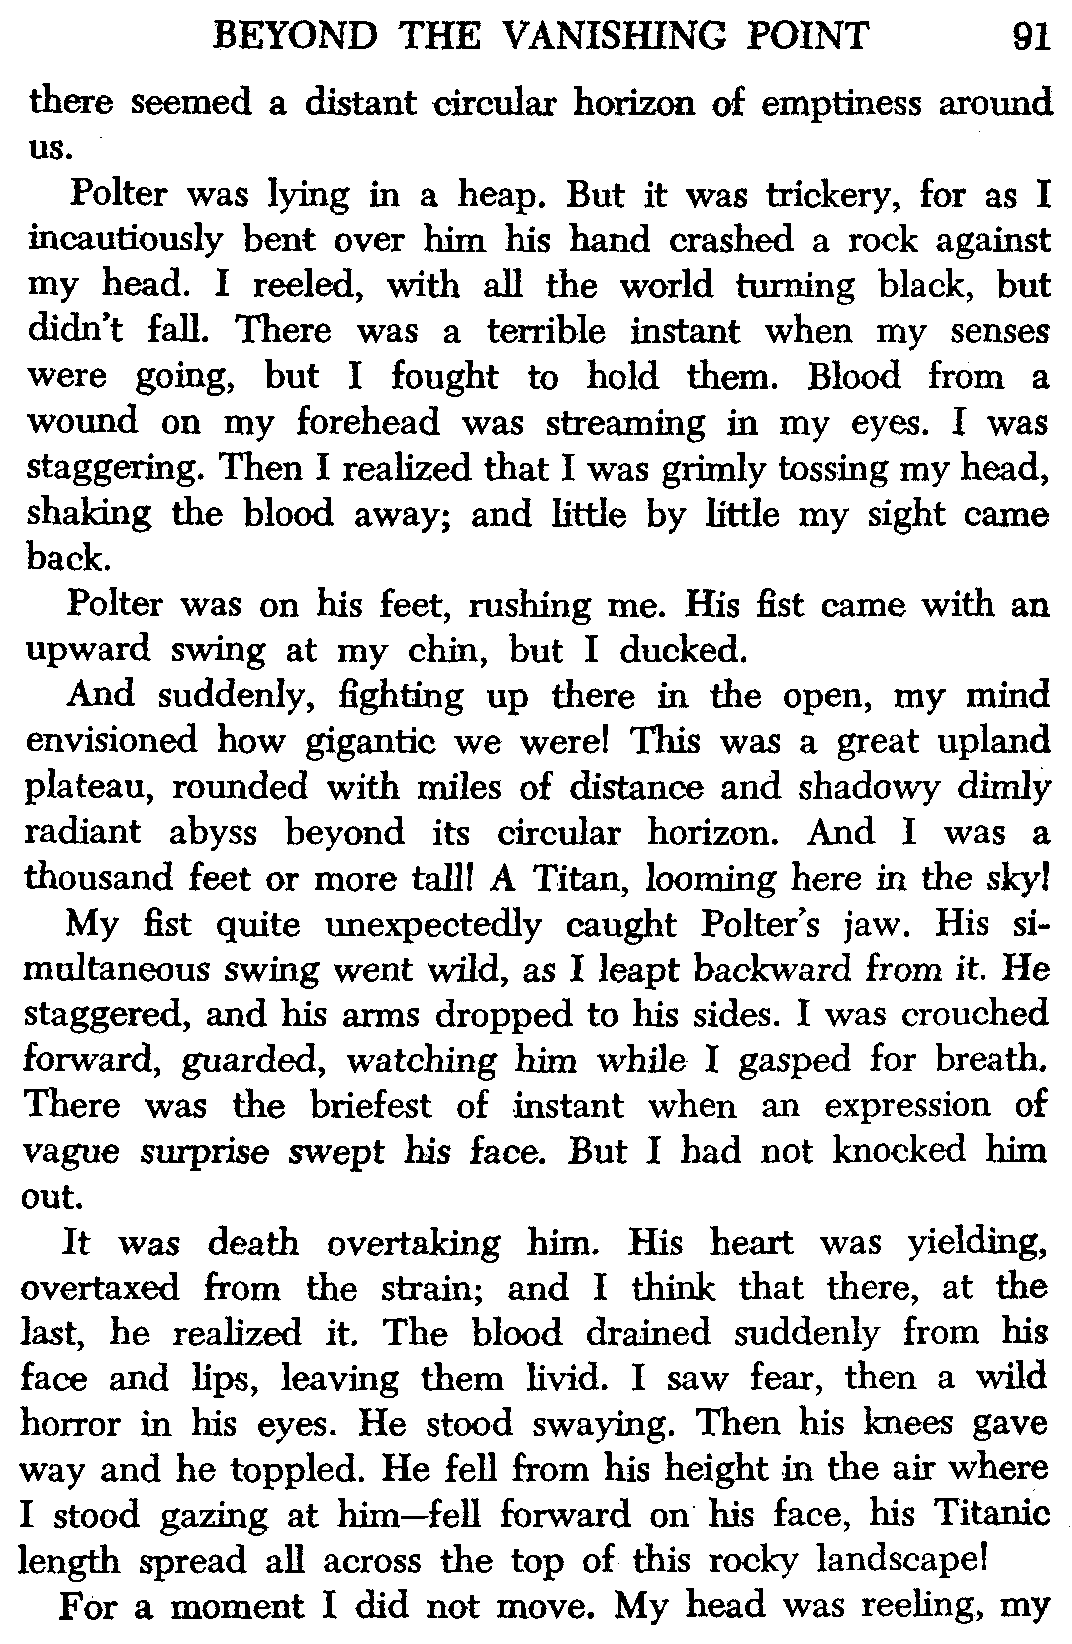 BEYOND THE VANISHING POINT 91
there seemed a distant circular horizon of emptiness around
us.
Polter was lying in a heap. But it was trickery, for as I
incautiously bent over him his hand crashed a rock against
my head. I reeled, with all the world turning black, but
didn't fall. There was a terrible instant when my senses
were going, but I fought to hold them. Blood from a
wound on my forehead was streaming in my eyes. I was
staggering. Then I realized that I was grimly tossing my head,
shaking the blood away; and little by little my sight came
back.
Polter was on his feet, rushing me. His fist came with an
upward swing at my chin, but I ducked.
And suddenly, fighting up there in the open, my mind
envisioned how gigantic we were! This was a great upland
plateau, rounded with miles of distance and shadowy dimly
radiant abyss beyond its circular horizon. And I was a
thousand feet or more tall! A Titan, looming here in the sky!
My fist quite unexpectedly caught Polter's jaw. His si-
multaneous swing went wild, as I leapt backward from it. He
staggered, and his arms dropped to his sides. I was crouched
forward, guarded, watching him while I gasped for breath.
There was the briefest of instant when an expression of
vague surprise swept his face. But I had not knocked him
out.
It was death overtaking him. His heart was yielding,
overtaxed from the strain; and I think that there, at the
last, he realized it. The blood drained suddenly from his
face and lips, leaving them livid. I saw fear, then a wild
horror in his eyes. He stood swaying. Then his knees gave
way and he toppled. He fell from his height in the air where
I stood gazing at him—fell forward on his face, his Titanic
length spread all across the top of this rocky landscape!
For a moment I did not move. My head was reeling, my